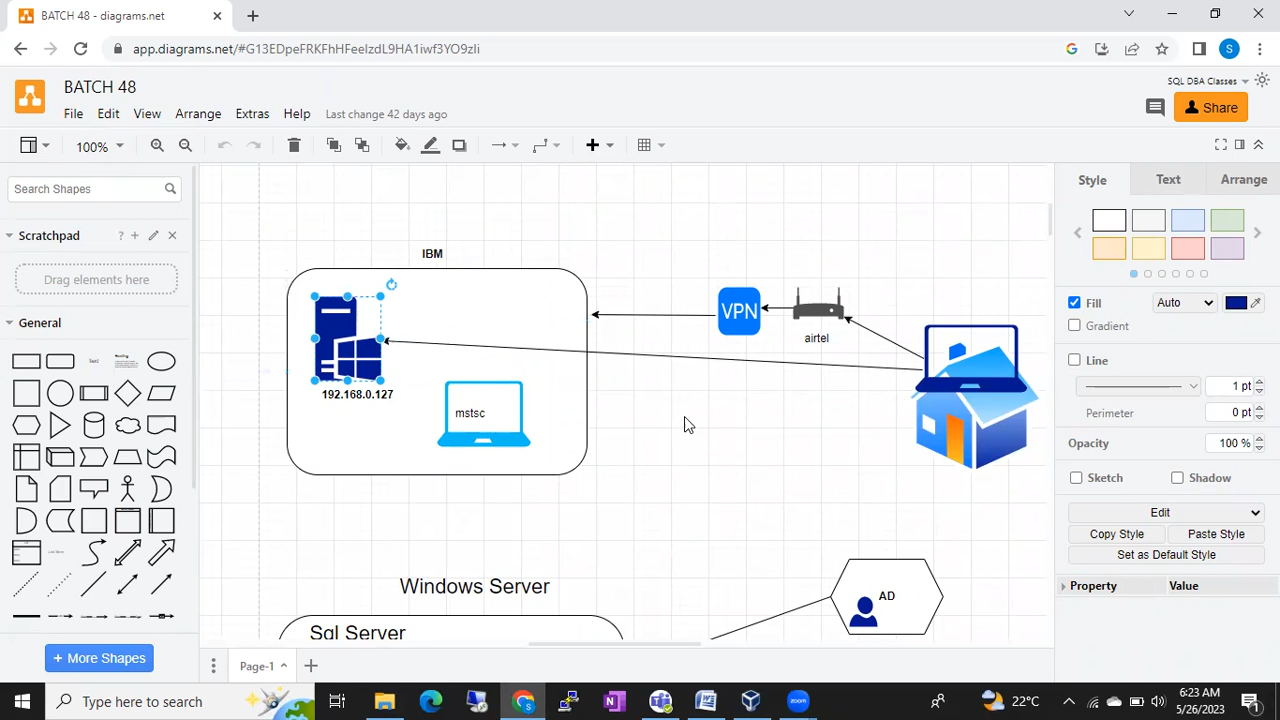 BATCH 48 - diagrams.net
app.diagrams.net/#G13EDpeFRKFhHFeelzdL9HA1iwf3YO9zli
S
BATCH 48
SQL DBA Classes
File Edit View Arrange Extras Help Last change 42 days ago
Share
100%
Search Shapes
Style Text Arrange
Scratchpad
?
Drag elements here
General
Text
Heading
IBM
192.168.0.127
mstsc
VPN
airtel
Windows Server
Sql Server
AD
Fill Auto
Gradient
Line
1 pt
Perimeter 0 pt
Opacity 100 %
Sketch Shadow
Edit
Copy Style Paste Style
Set as Default Style
Property Value
+ More Shapes
Page-1
Type here to search
zoom
22°C
6:23 AM
5/26/2023
1